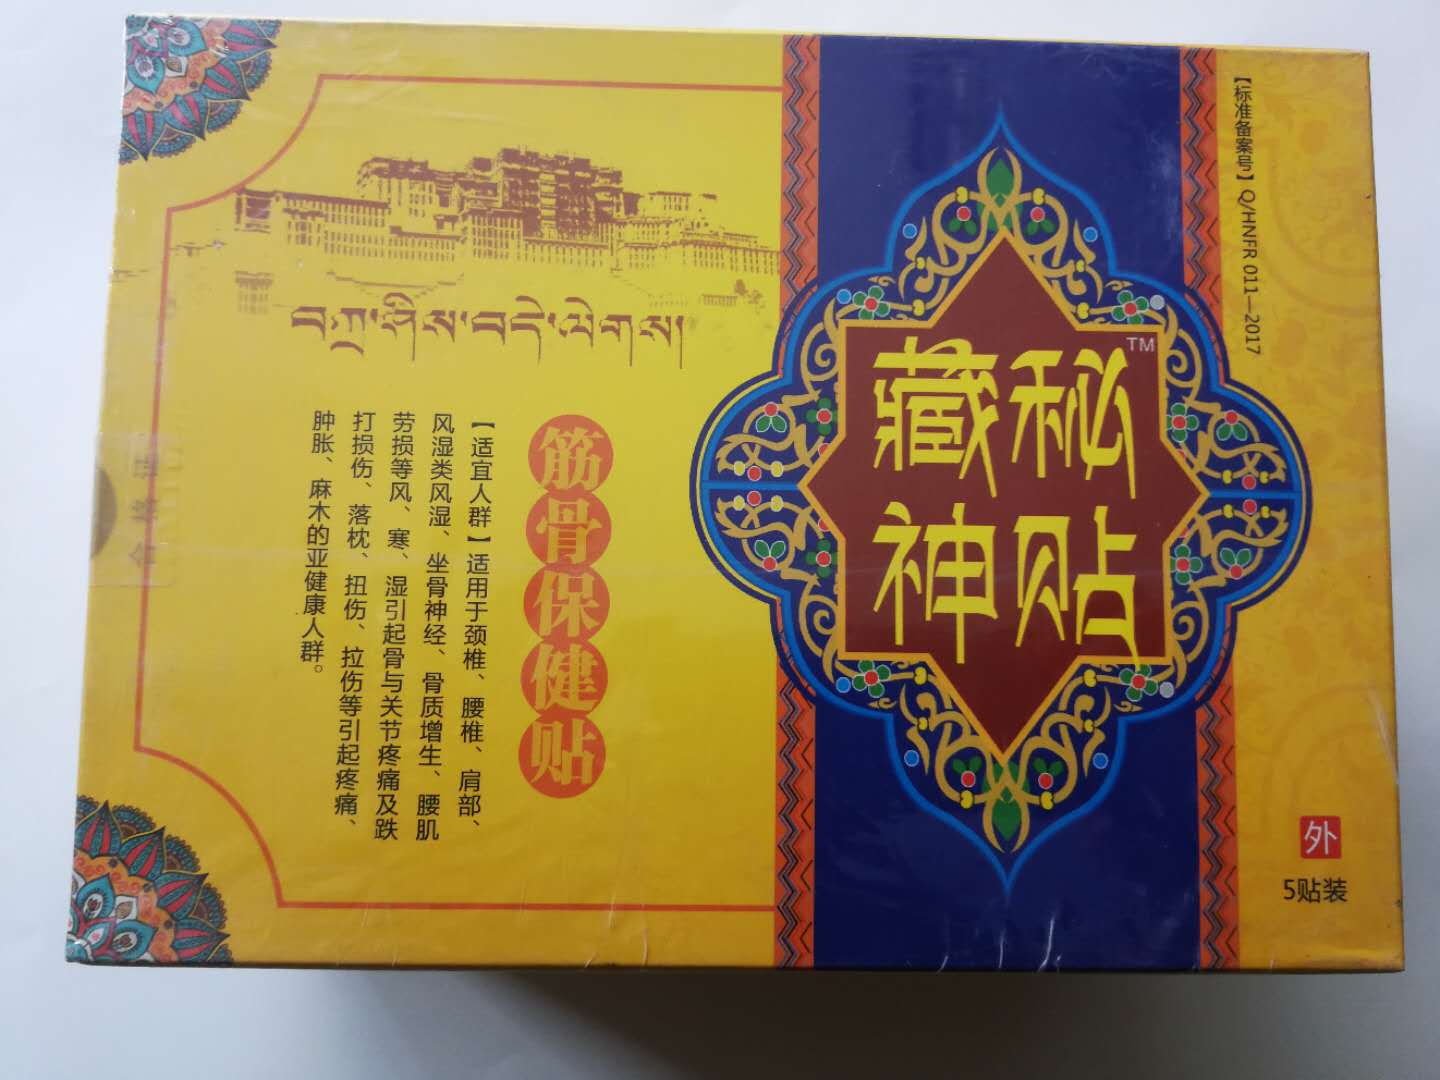 བཀྲ་ཤིས་བདེ་ལེགས།
藏秘
神贴
TM
筋骨保健贴
【适宜人群】适用于颈椎、腰椎、肩部、
风湿类风湿、坐骨神经、骨质增生、腰肌
劳损等风、寒、湿引起骨与关节疼痛及跌
打损伤、落枕、扭伤、拉伤等引起疼痛、
肿胀、麻木的亚健康人群。
【标准备案号】Q/HNFR 011—2017
外
5贴装
合格证